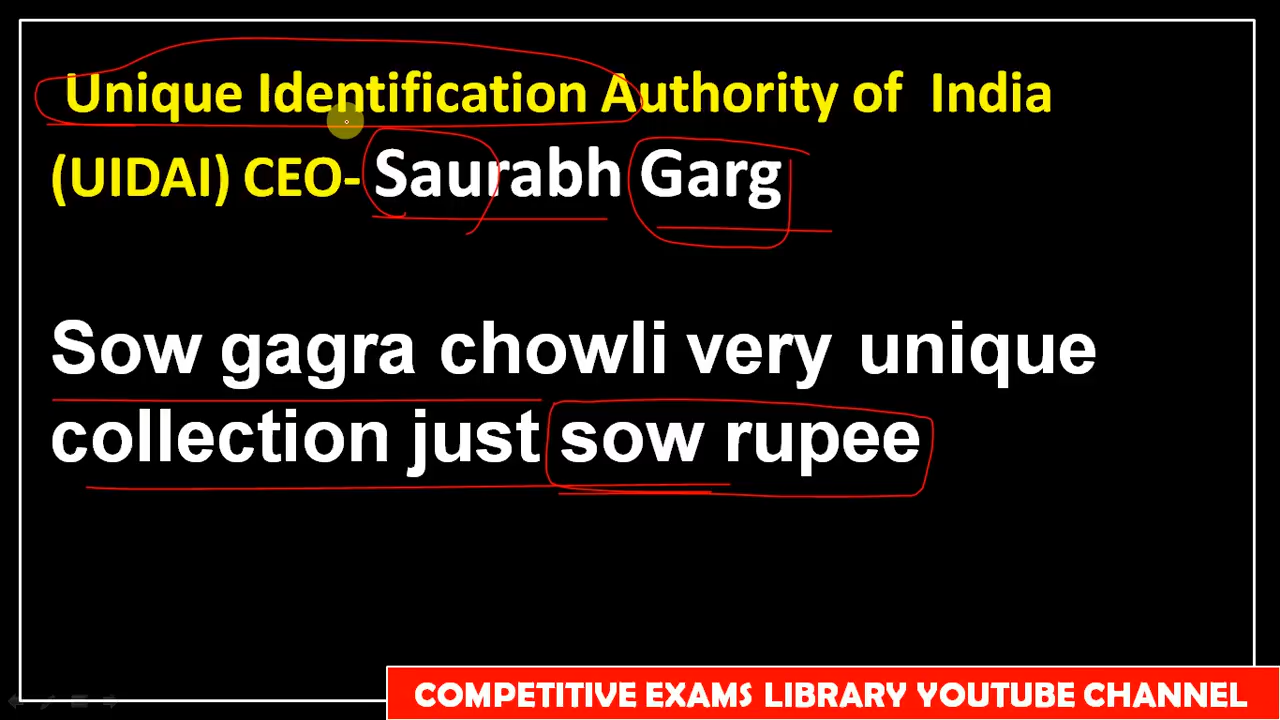 Unique Identification Authority of India
(UIDAI) CEO- Saurabh Garg
Sow gagra chowli very unique
collection just sow rupee
COMPETITIVE EXAMS LIBRARY YOUTUBE CHANNEL